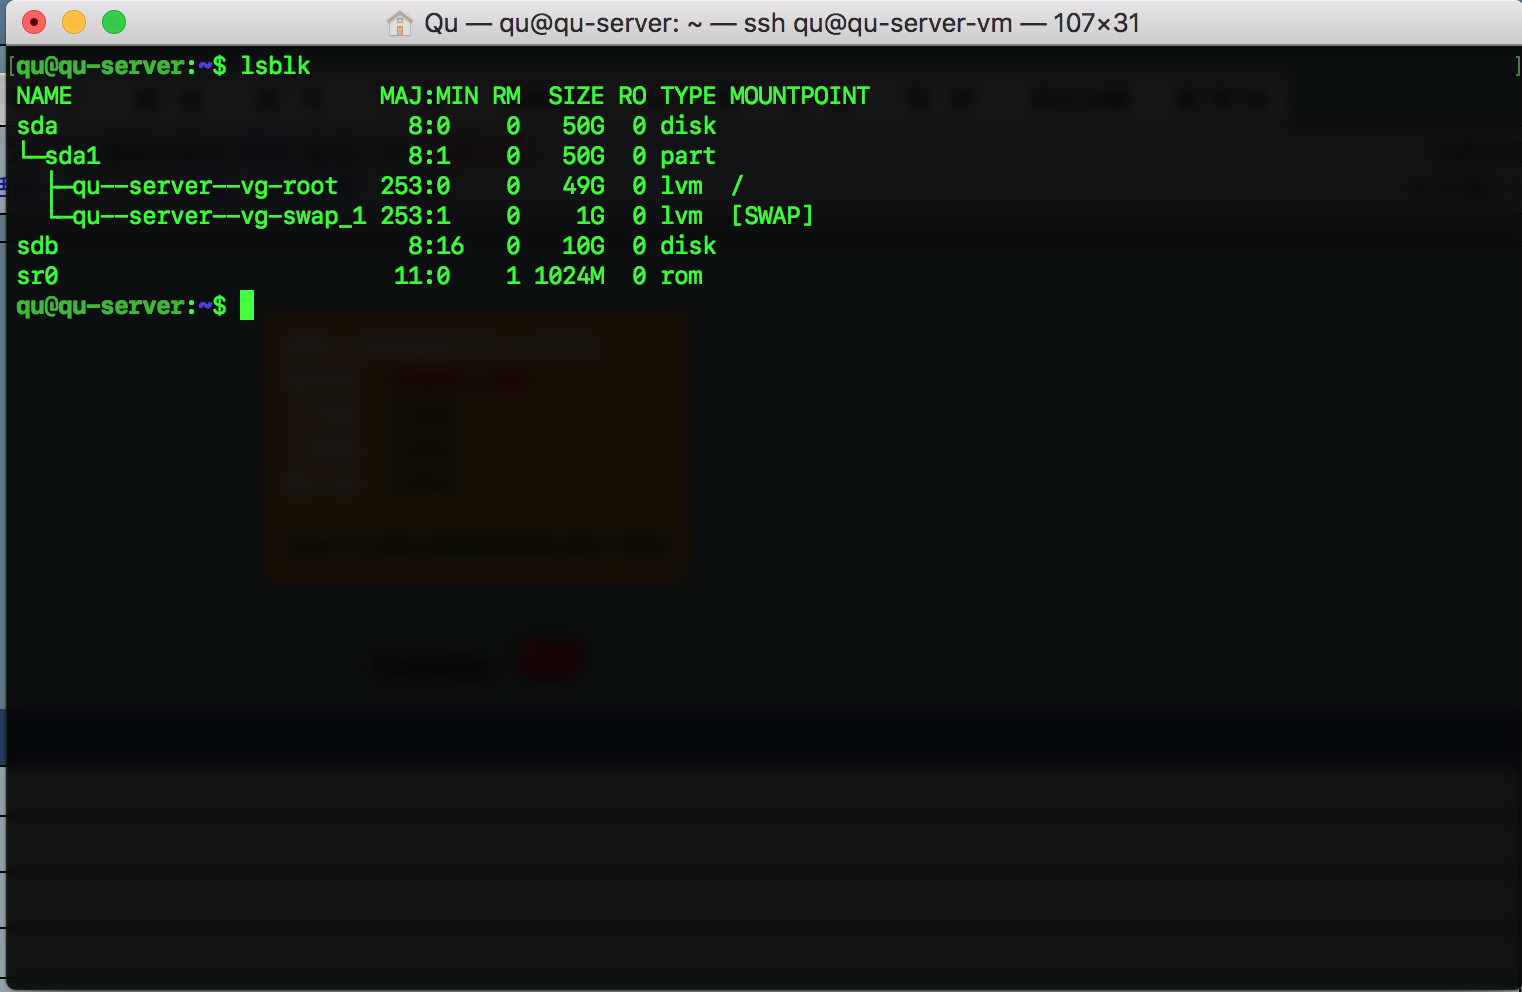 Qu — qu@qu-server: ~ — ssh qu@qu-server-vm — 107×31
[qu@qu-server:~$ lsblk ]
NAME                      MAJ:MIN RM  SIZE RO TYPE MOUNTPOINT
sda                         8:0    0   50G  0 disk
└─sda1                      8:1    0   50G  0 part
  ├─qu--server--vg-root   253:0    0   49G  0 lvm  /
  └─qu--server--vg-swap_1 253:1    0    1G  0 lvm  [SWAP]
sdb                         8:16   0   10G  0 disk
sr0                        11:0    1 1024M  0 rom
qu@qu-server:~$